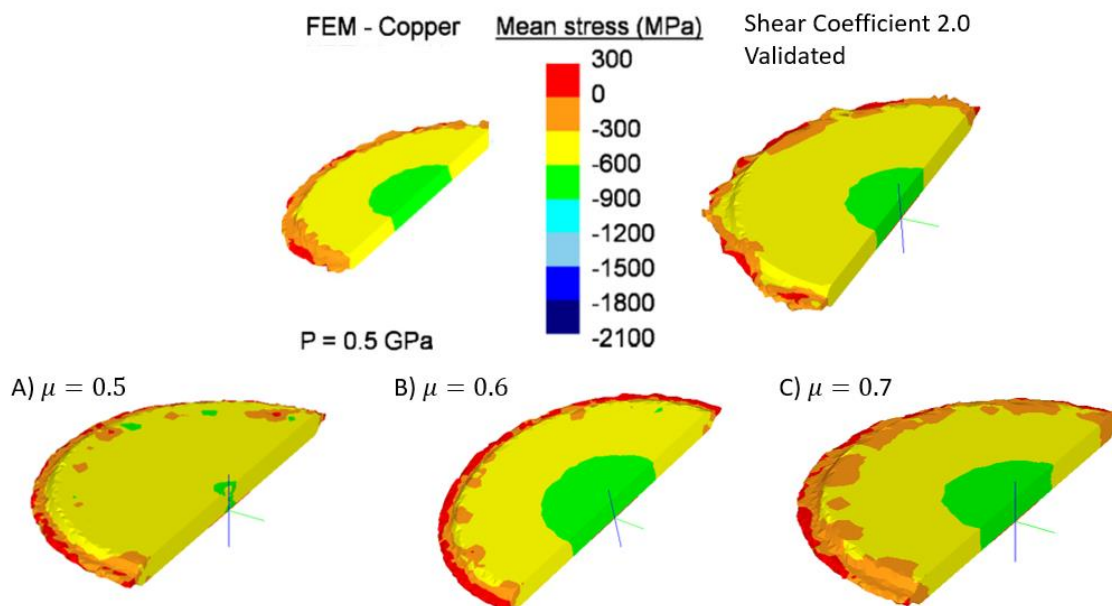 FEM - Copper
Mean stress (MPa)
Shear Coefficient 2.0
Validated
300
0
-300
-600
-900
-1200
-1500
-1800
-2100
P = 0.5 GPa
A) μ = 0.5
B) μ = 0.6
C) μ = 0.7